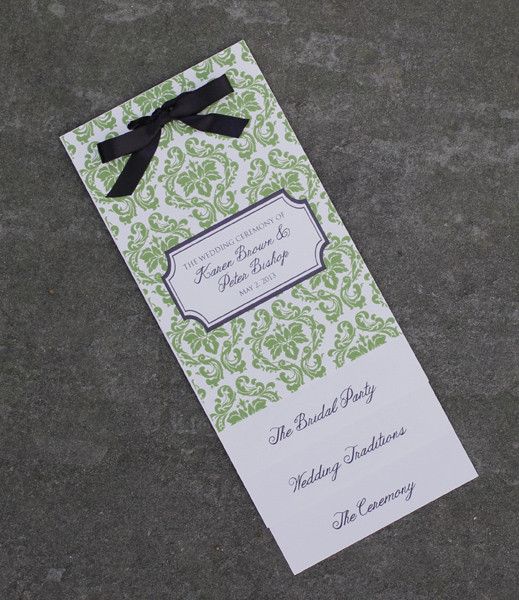 THE WEDDING CEREMONY OF
Karen Brown &
Peter Bishop
MAY 2, 2013
The Bridal Party
Wedding Traditions
The Ceremony